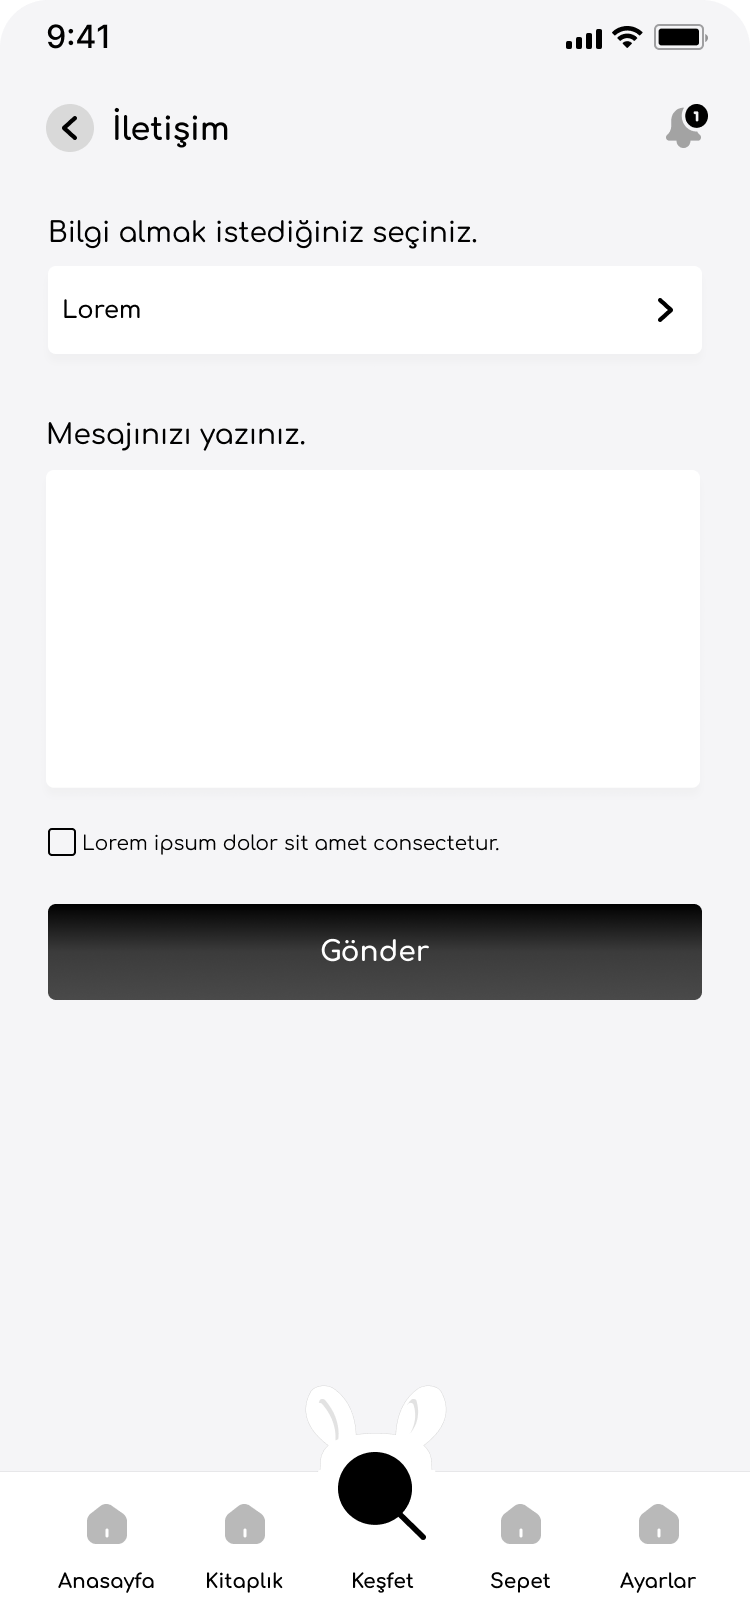 9:41
İletişim
1
Bilgi almak istediğiniz seçiniz.
Lorem
Mesajınızı yazınız.
Lorem ipsum dolor sit amet consectetur.
Gönder
Anasayfa
Kitaplık
Keşfet
Sepet
Ayarlar